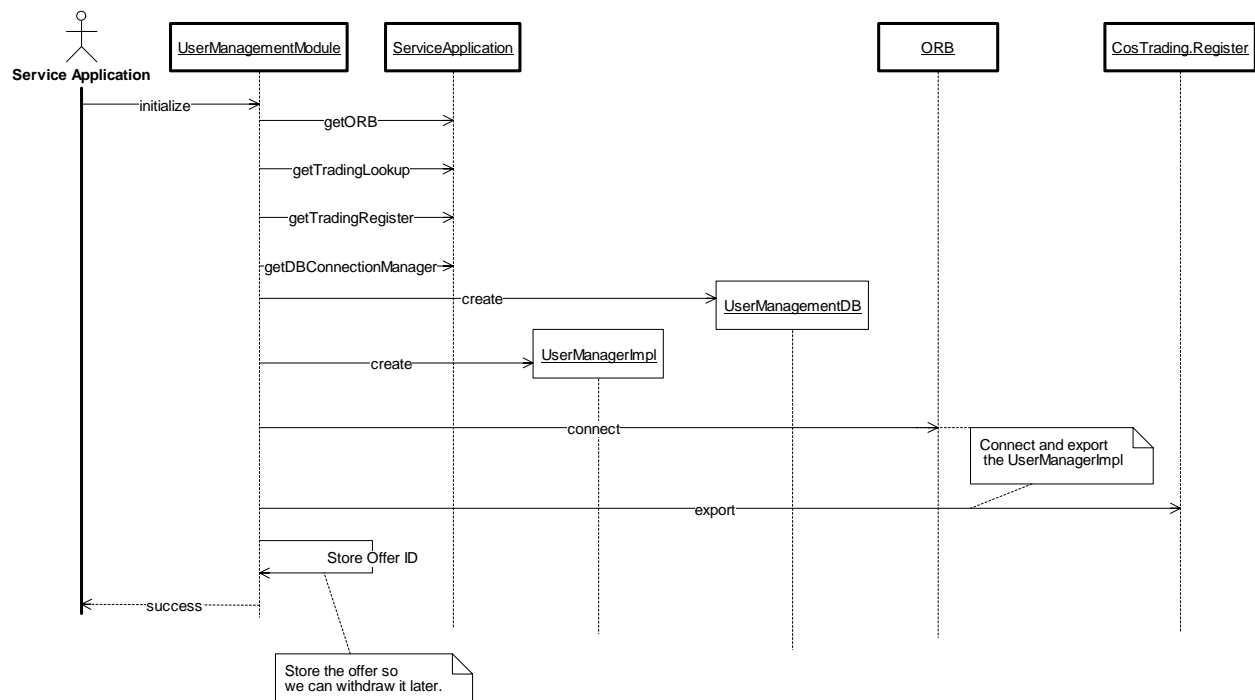 UserManagementModule
ServiceApplication
ORB
CosTrading.Register
Service Application
initialize
getORB
getTradingLookup
getTradingRegister
getDBConnectionManager
create
UserManagementDB
create
UserManagerImpl
connect
Connect and export
the UserManagerImpl
export
Store Offer ID
success
Store the offer so
we can withdraw it later.